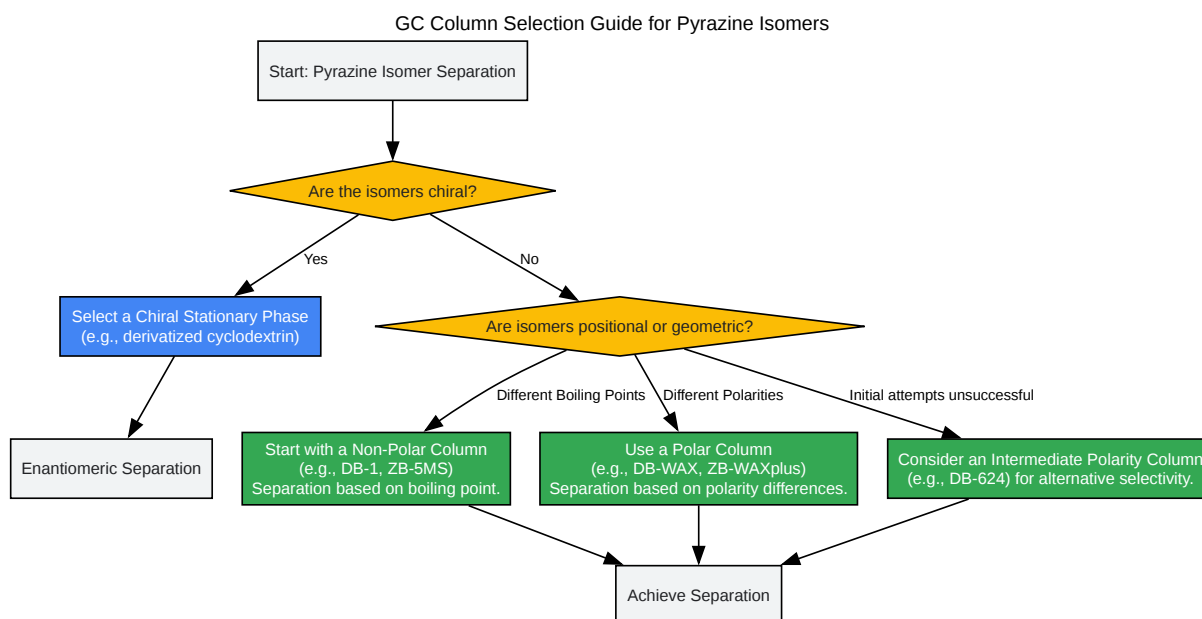 GC Column Selection Guide for Pyrazine Isomers
Start: Pyrazine Isomer Separation
Are the isomers chiral?
Yes
No
Select a Chiral Stationary Phase
(e.g., derivatized cyclodextrin)
Are isomers positional or geometric?
Different Boiling Points
Different Polarities
Initial attempts unsuccessful
Enantiomeric Separation
Start with a Non-Polar Column
(e.g., DB-1, ZB-5MS)
Separation based on boiling point.
Use a Polar Column
(e.g., DB-WAX, ZB-WAXplus)
Separation based on polarity differences.
Consider an Intermediate Polarity Column
(e.g., DB-624) for alternative selectivity.
Achieve Separation